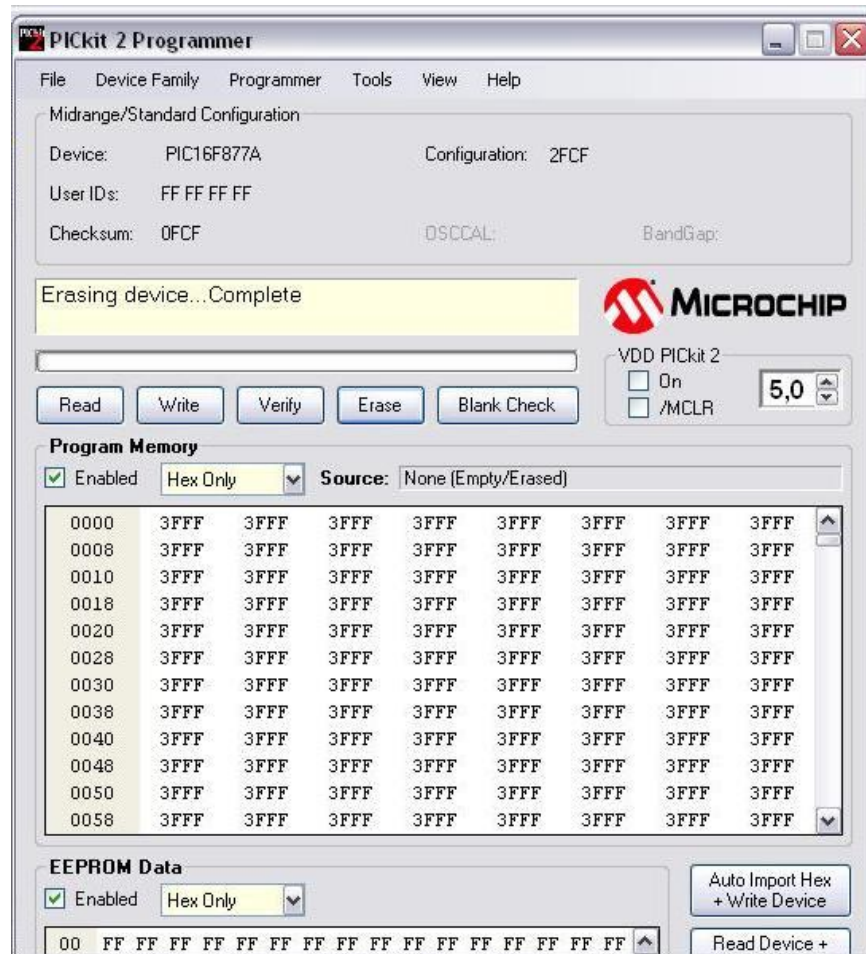 PICkit 2 Programmer
File Device Family Programmer Tools View Help
Midrange/Standard Configuration
Device: PIC16F877A Configuration: 2FCF
User IDs: FF FF FF FF
Checksum: 0FCF OSCCAL: BandGap:
Erasing device...Complete
MICROCHIP
VDD PICkit 2
On
/MCLR
5,0
Read Write Verify Erase Blank Check
Program Memory
Enabled Hex Only Source: None (Empty/Erased)
0000 3FFF 3FFF 3FFF 3FFF 3FFF 3FFF 3FFF 3FFF
0008 3FFF 3FFF 3FFF 3FFF 3FFF 3FFF 3FFF 3FFF
0010 3FFF 3FFF 3FFF 3FFF 3FFF 3FFF 3FFF 3FFF
0018 3FFF 3FFF 3FFF 3FFF 3FFF 3FFF 3FFF 3FFF
0020 3FFF 3FFF 3FFF 3FFF 3FFF 3FFF 3FFF 3FFF
0028 3FFF 3FFF 3FFF 3FFF 3FFF 3FFF 3FFF 3FFF
0030 3FFF 3FFF 3FFF 3FFF 3FFF 3FFF 3FFF 3FFF
0038 3FFF 3FFF 3FFF 3FFF 3FFF 3FFF 3FFF 3FFF
0040 3FFF 3FFF 3FFF 3FFF 3FFF 3FFF 3FFF 3FFF
0048 3FFF 3FFF 3FFF 3FFF 3FFF 3FFF 3FFF 3FFF
0050 3FFF 3FFF 3FFF 3FFF 3FFF 3FFF 3FFF 3FFF
0058 3FFF 3FFF 3FFF 3FFF 3FFF 3FFF 3FFF 3FFF
EEPROM Data
Enabled Hex Only
Auto Import Hex
+ Write Device
00 FF FF FF FF FF FF FF FF FF FF FF FF FF FF FF FF
Read Device +